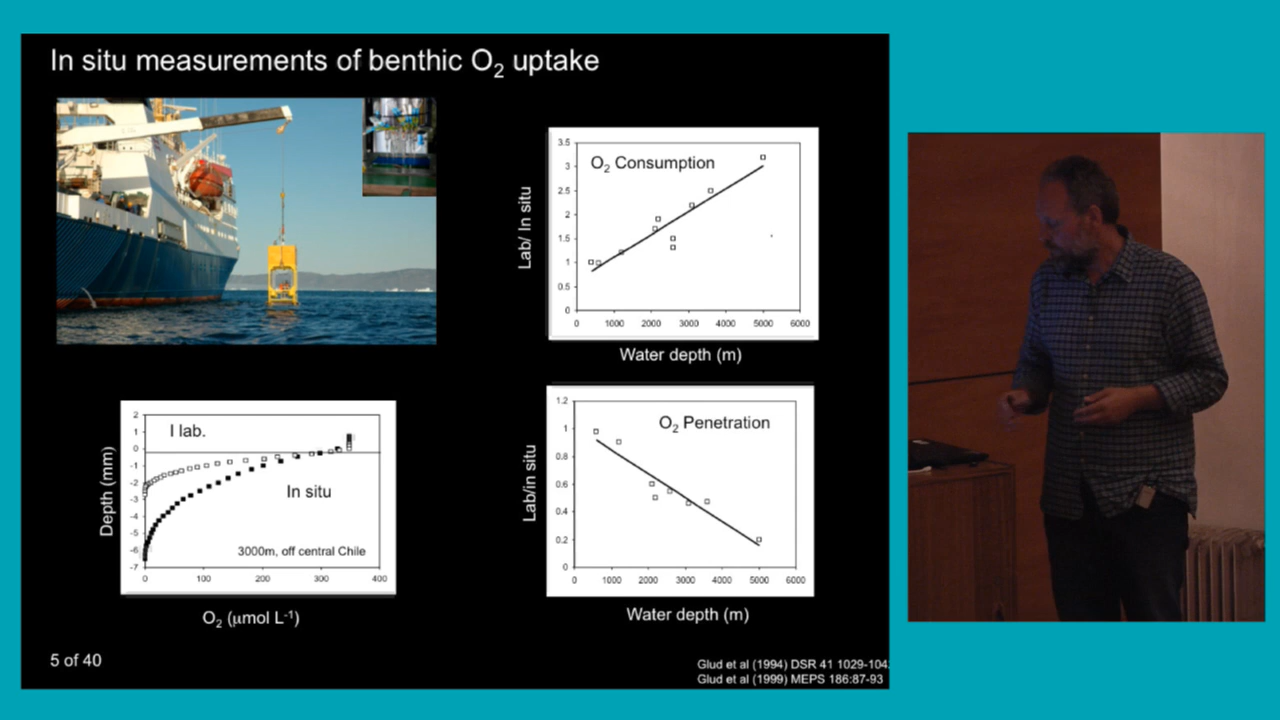 In situ measurements of benthic O₂ uptake
3.5
3
2.5
2
1.5
1
0.5
0
O₂ Consumption
Lab/ In situ
0 1000 2000 3000 4000 5000 6000
Water depth (m)
2
1
0
-1
-2
-3
-4
-5
-6
-7
I lab.
In situ
3000m, off central Chile
Depth (mm)
0 100 200 300 400
O₂ (µmol L⁻¹)
1.2
1
0.8
0.6
0.4
0.2
0
O₂ Penetration
Lab/in situ
0 1000 2000 3000 4000 5000 6000
Water depth (m)
5 of 40
Glud et al (1994) DSR 41 1029-104
Glud et al (1999) MEPS 186:87-93